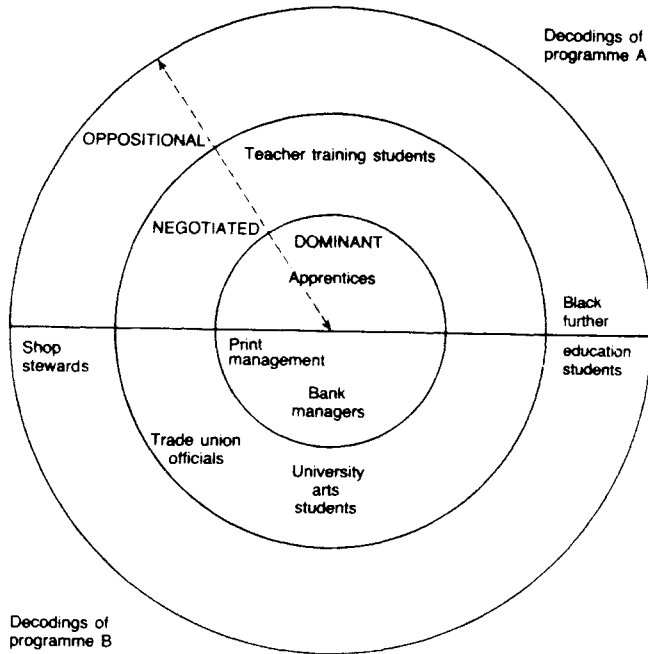 Decodings of
programme A
OPPOSITIONAL
Teacher training students
NEGOTIATED
DOMINANT
Apprentices
Black
further
education
students
Shop
stewards
Print
management
Bank
managers
Trade union
officials
University
arts
students
Decodings of
programme B